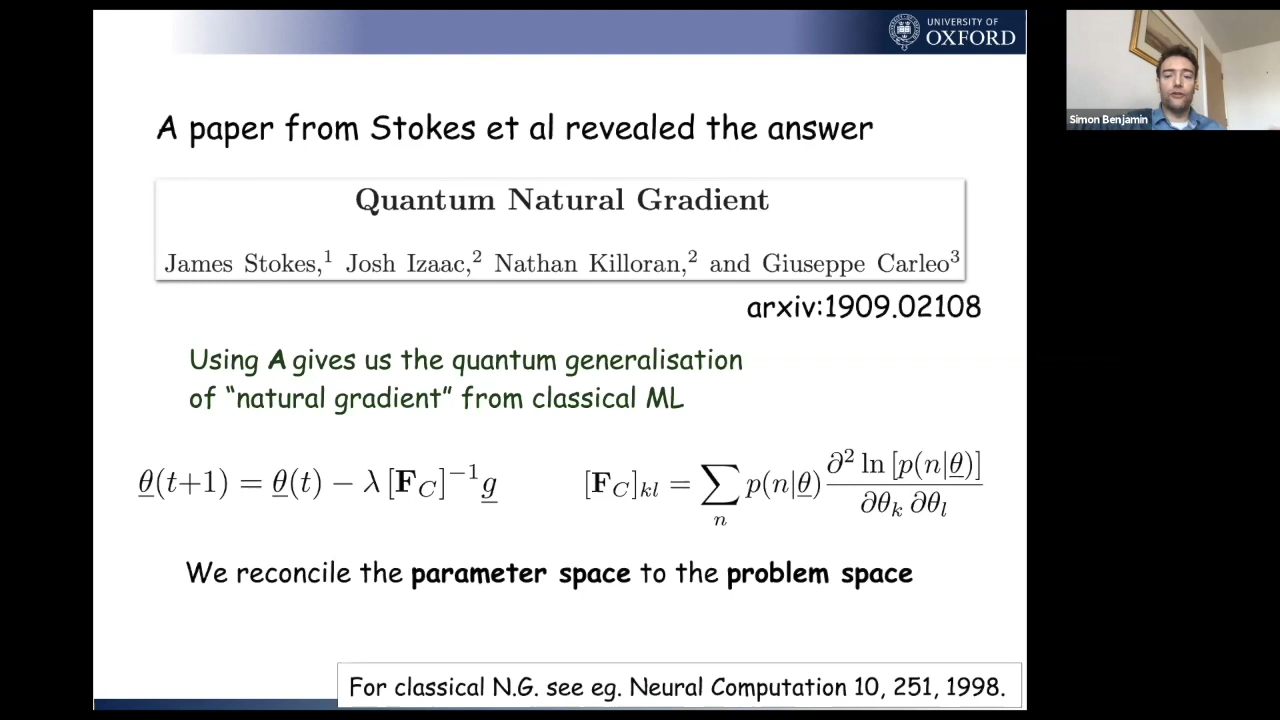 UNIVERSITY OF
OXFORD
Simon Benjamin
A paper from Stokes et al revealed the answer
Quantum Natural Gradient
James Stokes,¹ Josh Izaac,² Nathan Killoran,² and Giuseppe Carleo³
arxiv:1909.02108
Using A gives us the quantum generalisation
of “natural gradient” from classical ML
θ(t+1) = θ(t) − λ [F_C]⁻¹ g
[F_C]_kl = ∑_n p(n|θ) ∂² ln [p(n|θ)] / ∂θ_k ∂θ_l
We reconcile the parameter space to the problem space
For classical N.G. see eg. Neural Computation 10, 251, 1998.